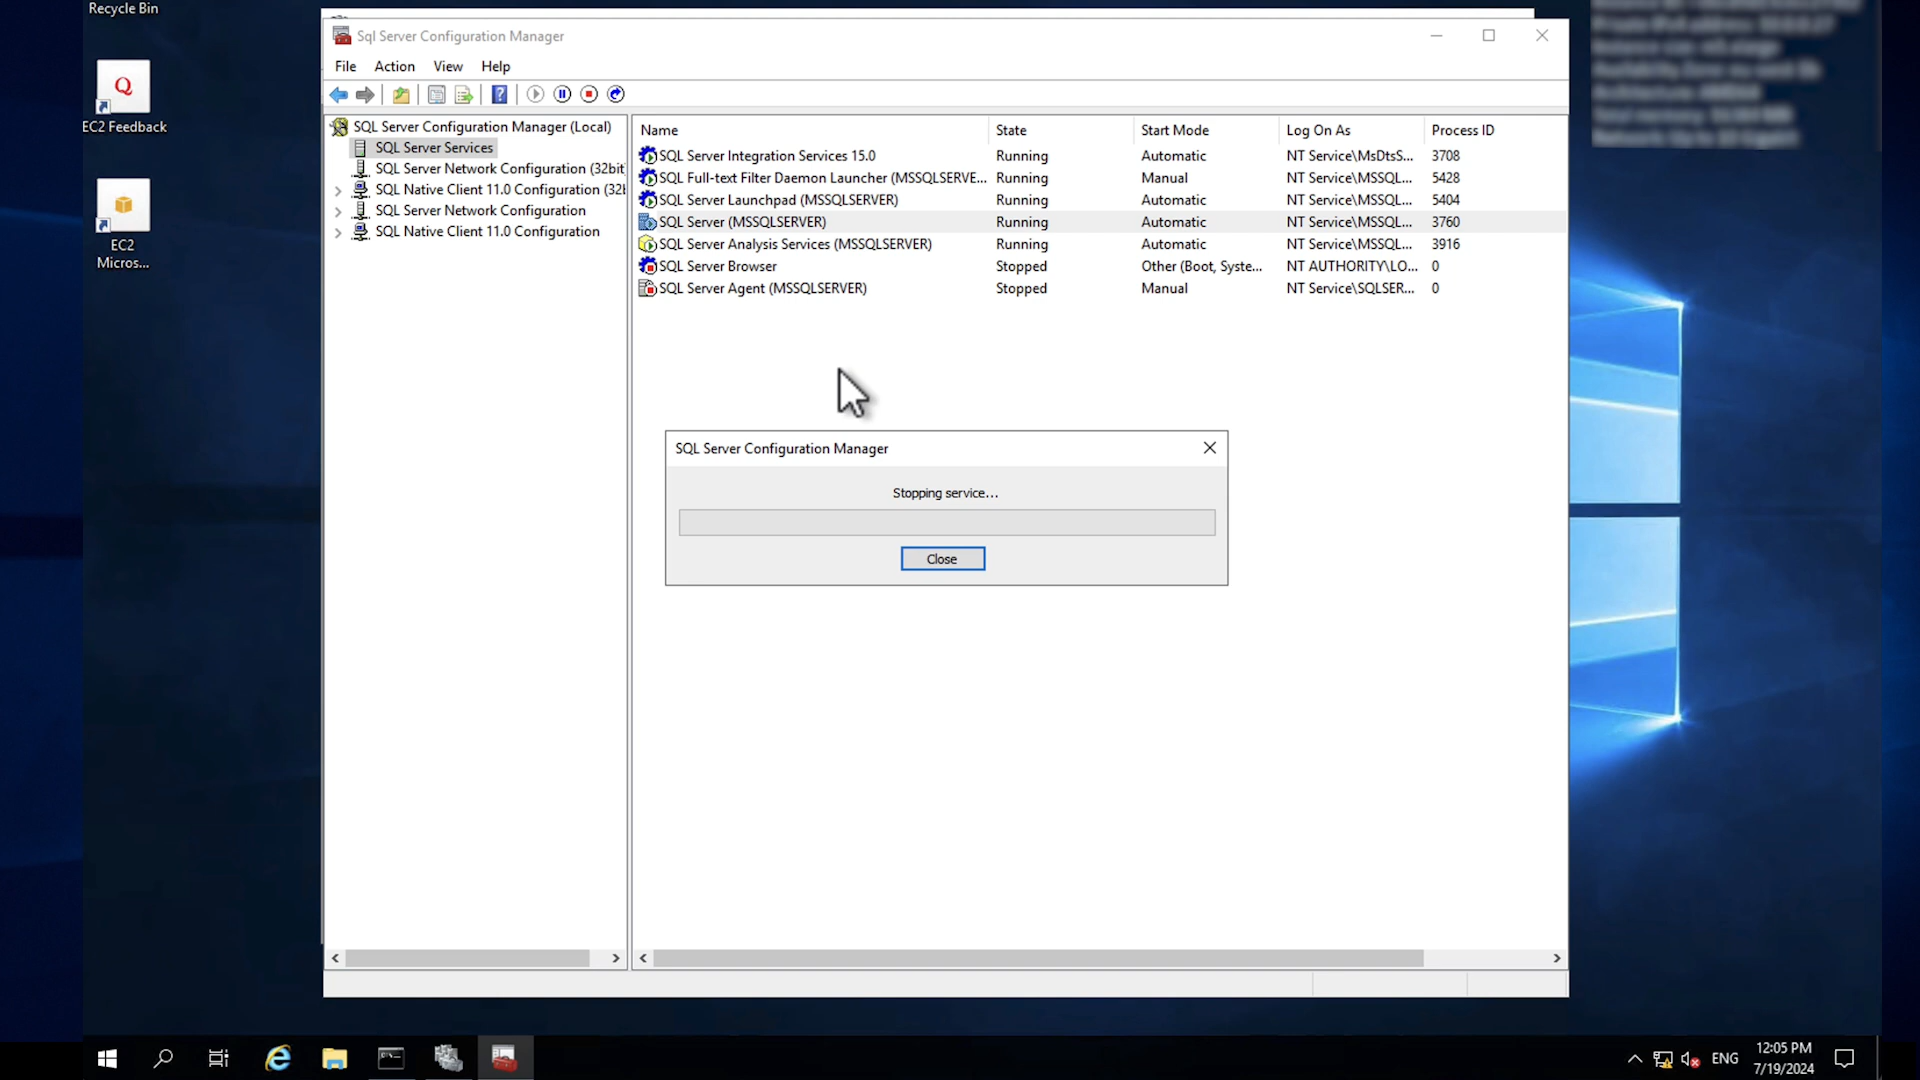 Recycle Bin
EC2 Feedback
EC2
Micros...
Sql Server Configuration Manager
File Action View Help
SQL Server Configuration Manager (Local)
SQL Server Services
SQL Server Network Configuration (32bit
SQL Native Client 11.0 Configuration (32b
SQL Server Network Configuration
SQL Native Client 11.0 Configuration
Name State Start Mode Log On As Process ID
SQL Server Integration Services 15.0 Running Automatic NT Service\MsDtsS... 3708
SQL Full-text Filter Daemon Launcher (MSSQLSERVE... Running Manual NT Service\MSSQL... 5428
SQL Server Launchpad (MSSQLSERVER) Running Automatic NT Service\MSSQL... 5404
SQL Server (MSSQLSERVER) Running Automatic NT Service\MSSQL... 3760
SQL Server Analysis Services (MSSQLSERVER) Running Automatic NT Service\MSSQL... 3916
SQL Server Browser Stopped Other (Boot, Syste... NT AUTHORITY\LO... 0
SQL Server Agent (MSSQLSERVER) Stopped Manual NT Service\SQLSER... 0
SQL Server Configuration Manager
Stopping service...
Close
ENG
12:05 PM
7/19/2024